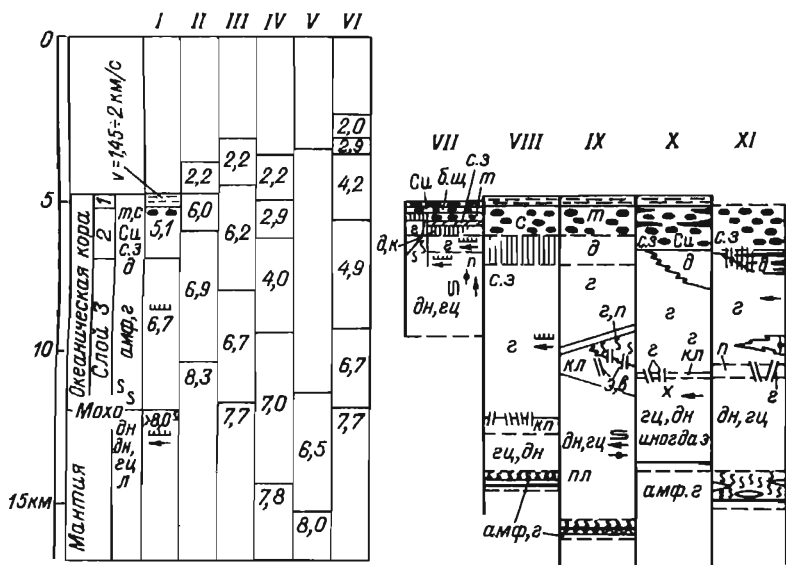 I II III IV V VI
0
5
10
15км
Океаническая кора
Слой 3
2
1
Мантия
Мохо
v=1,45÷2 км/с
т,с
Си
с.з
д
амф,г
S S
дн
дн,
гц
л
5,1
6,7
8,0
2,2
6,0
6,9
8,3
2,2
6,2
6,7
7,7
2,2
2,9
4,0
7,0
7,8
6,5
8,0
2,0
2,9
4,2
4,9
6,7
7,7
VII VIII IX X XI
Си б.щ с.з т
д,к
г
п
S
дн,гц
с
с.з
г
кп
гц,дн
амф,г
т
д
г
г,п
кл
э,в
дн,гц
пл
с.з Си
д
г
г кл
х
гц,дн
иногда з
амф.г
с.з
д
г
п
г
дн,гц